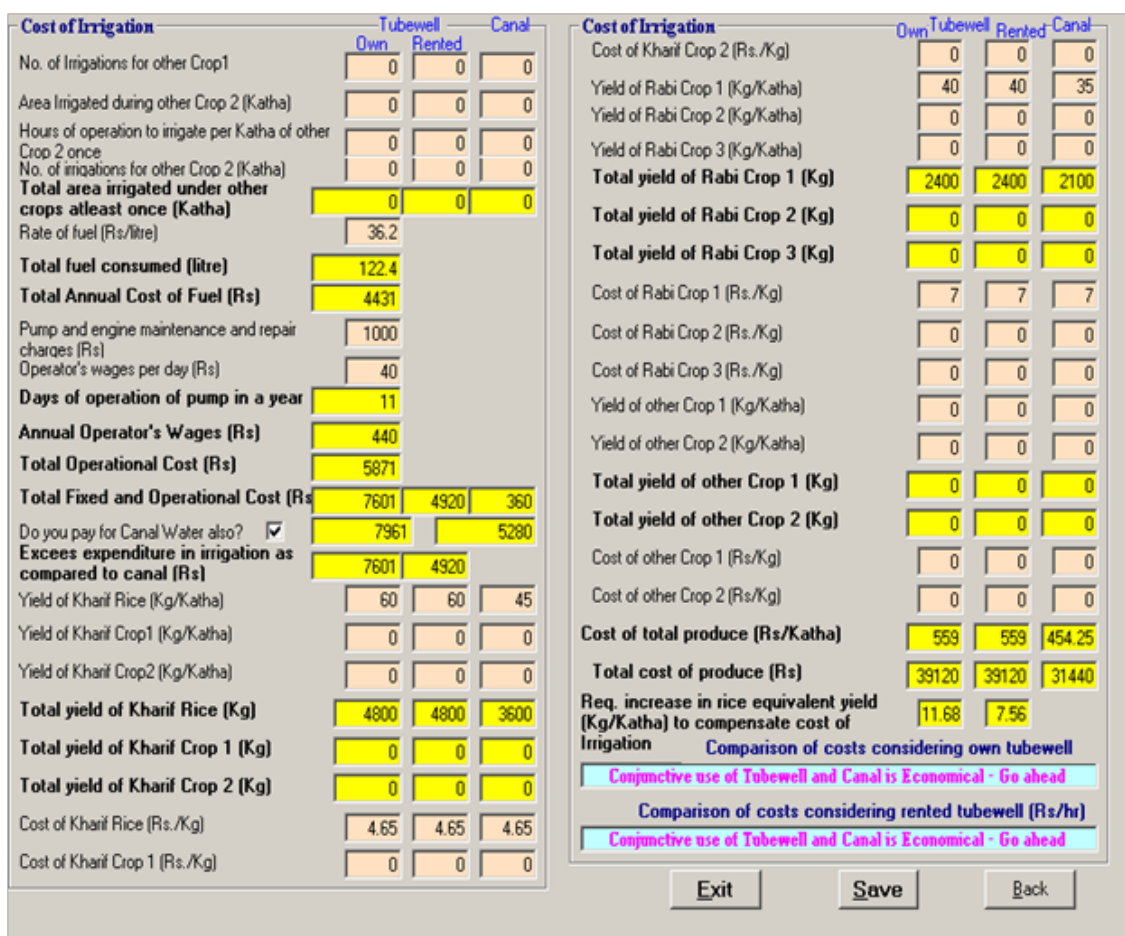 Cost of Irrigation
Tubewell Canal
Own Rented
No. of Irrigations for other Crop1 0 0 0
Area Irrigated during other Crop 2 (Katha) 0 0 0
Hours of operation to irrigate per Katha of other
Crop 2 once 0 0 0
No. of irrigations for other Crop 2 (Katha) 0 0 0
Total area irrigated under other
crops atleast once (Katha) 0 0 0
Rate of fuel (Rs/litre) 36.2
Total fuel consumed (litre) 122.4
Total Annual Cost of Fuel (Rs) 4431
Pump and engine maintenance and repair
charges (Rs) 1000
Operator's wages per day (Rs) 40
Days of operation of pump in a year 11
Annual Operator's Wages (Rs) 440
Total Operational Cost (Rs) 5871
Total Fixed and Operational Cost (Rs 7601 4920 360
Do you pay for Canal Water also? 7961 5280
Excees expenditure in irrigation as
compared to canal (Rs) 7601 4920
Yield of Kharif Rice (Kg/Katha) 60 60 45
Yield of Kharif Crop1 (Kg/Katha) 0 0 0
Yield of Kharif Crop2 (Kg/Katha) 0 0 0
Total yield of Kharif Rice (Kg) 4800 4800 3600
Total yield of Kharif Crop 1 (Kg) 0 0 0
Total yield of Kharif Crop 2 (Kg) 0 0 0
Cost of Kharif Rice (Rs./Kg) 4.65 4.65 4.65
Cost of Kharif Crop 1 (Rs./Kg) 0 0 0
Cost of Irrigation
Own Tubewell Rented Canal
Cost of Kharif Crop 2 (Rs./Kg) 0 0 0
Yield of Rabi Crop 1 (Kg/Katha) 40 40 35
Yield of Rabi Crop 2 (Kg/Katha) 0 0 0
Yield of Rabi Crop 3 (Kg/Katha) 0 0 0
Total yield of Rabi Crop 1 (Kg) 2400 2400 2100
Total yield of Rabi Crop 2 (Kg) 0 0 0
Total yield of Rabi Crop 3 (Kg) 0 0 0
Cost of Rabi Crop 1 (Rs./Kg) 7 7 7
Cost of Rabi Crop 2 (Rs./Kg) 0 0 0
Cost of Rabi Crop 3 (Rs./Kg) 0 0 0
Yield of other Crop 1 (Kg/Katha) 0 0 0
Yield of other Crop 2 (Kg/Katha) 0 0 0
Total yield of other Crop 1 (Kg) 0 0 0
Total yield of other Crop 2 (Kg) 0 0 0
Cost of other Crop 1 (Rs/Kg) 0 0 0
Cost of other Crop 2 (Rs/Kg) 0 0 0
Cost of total produce (Rs/Katha) 559 559 454.25
Total cost of produce (Rs) 39120 39120 31440
Req. increase in rice equivalent yield
(Kg/Katha) to compensate cost of 11.68 7.56
Irrigation
Comparison of costs considering own tubewell
Conjunctive use of Tubewell and Canal is Economical - Go ahead
Comparison of costs considering rented tubewell (Rs/hr)
Conjunctive use of Tubewell and Canal is Economical - Go ahead
Exit Save Back